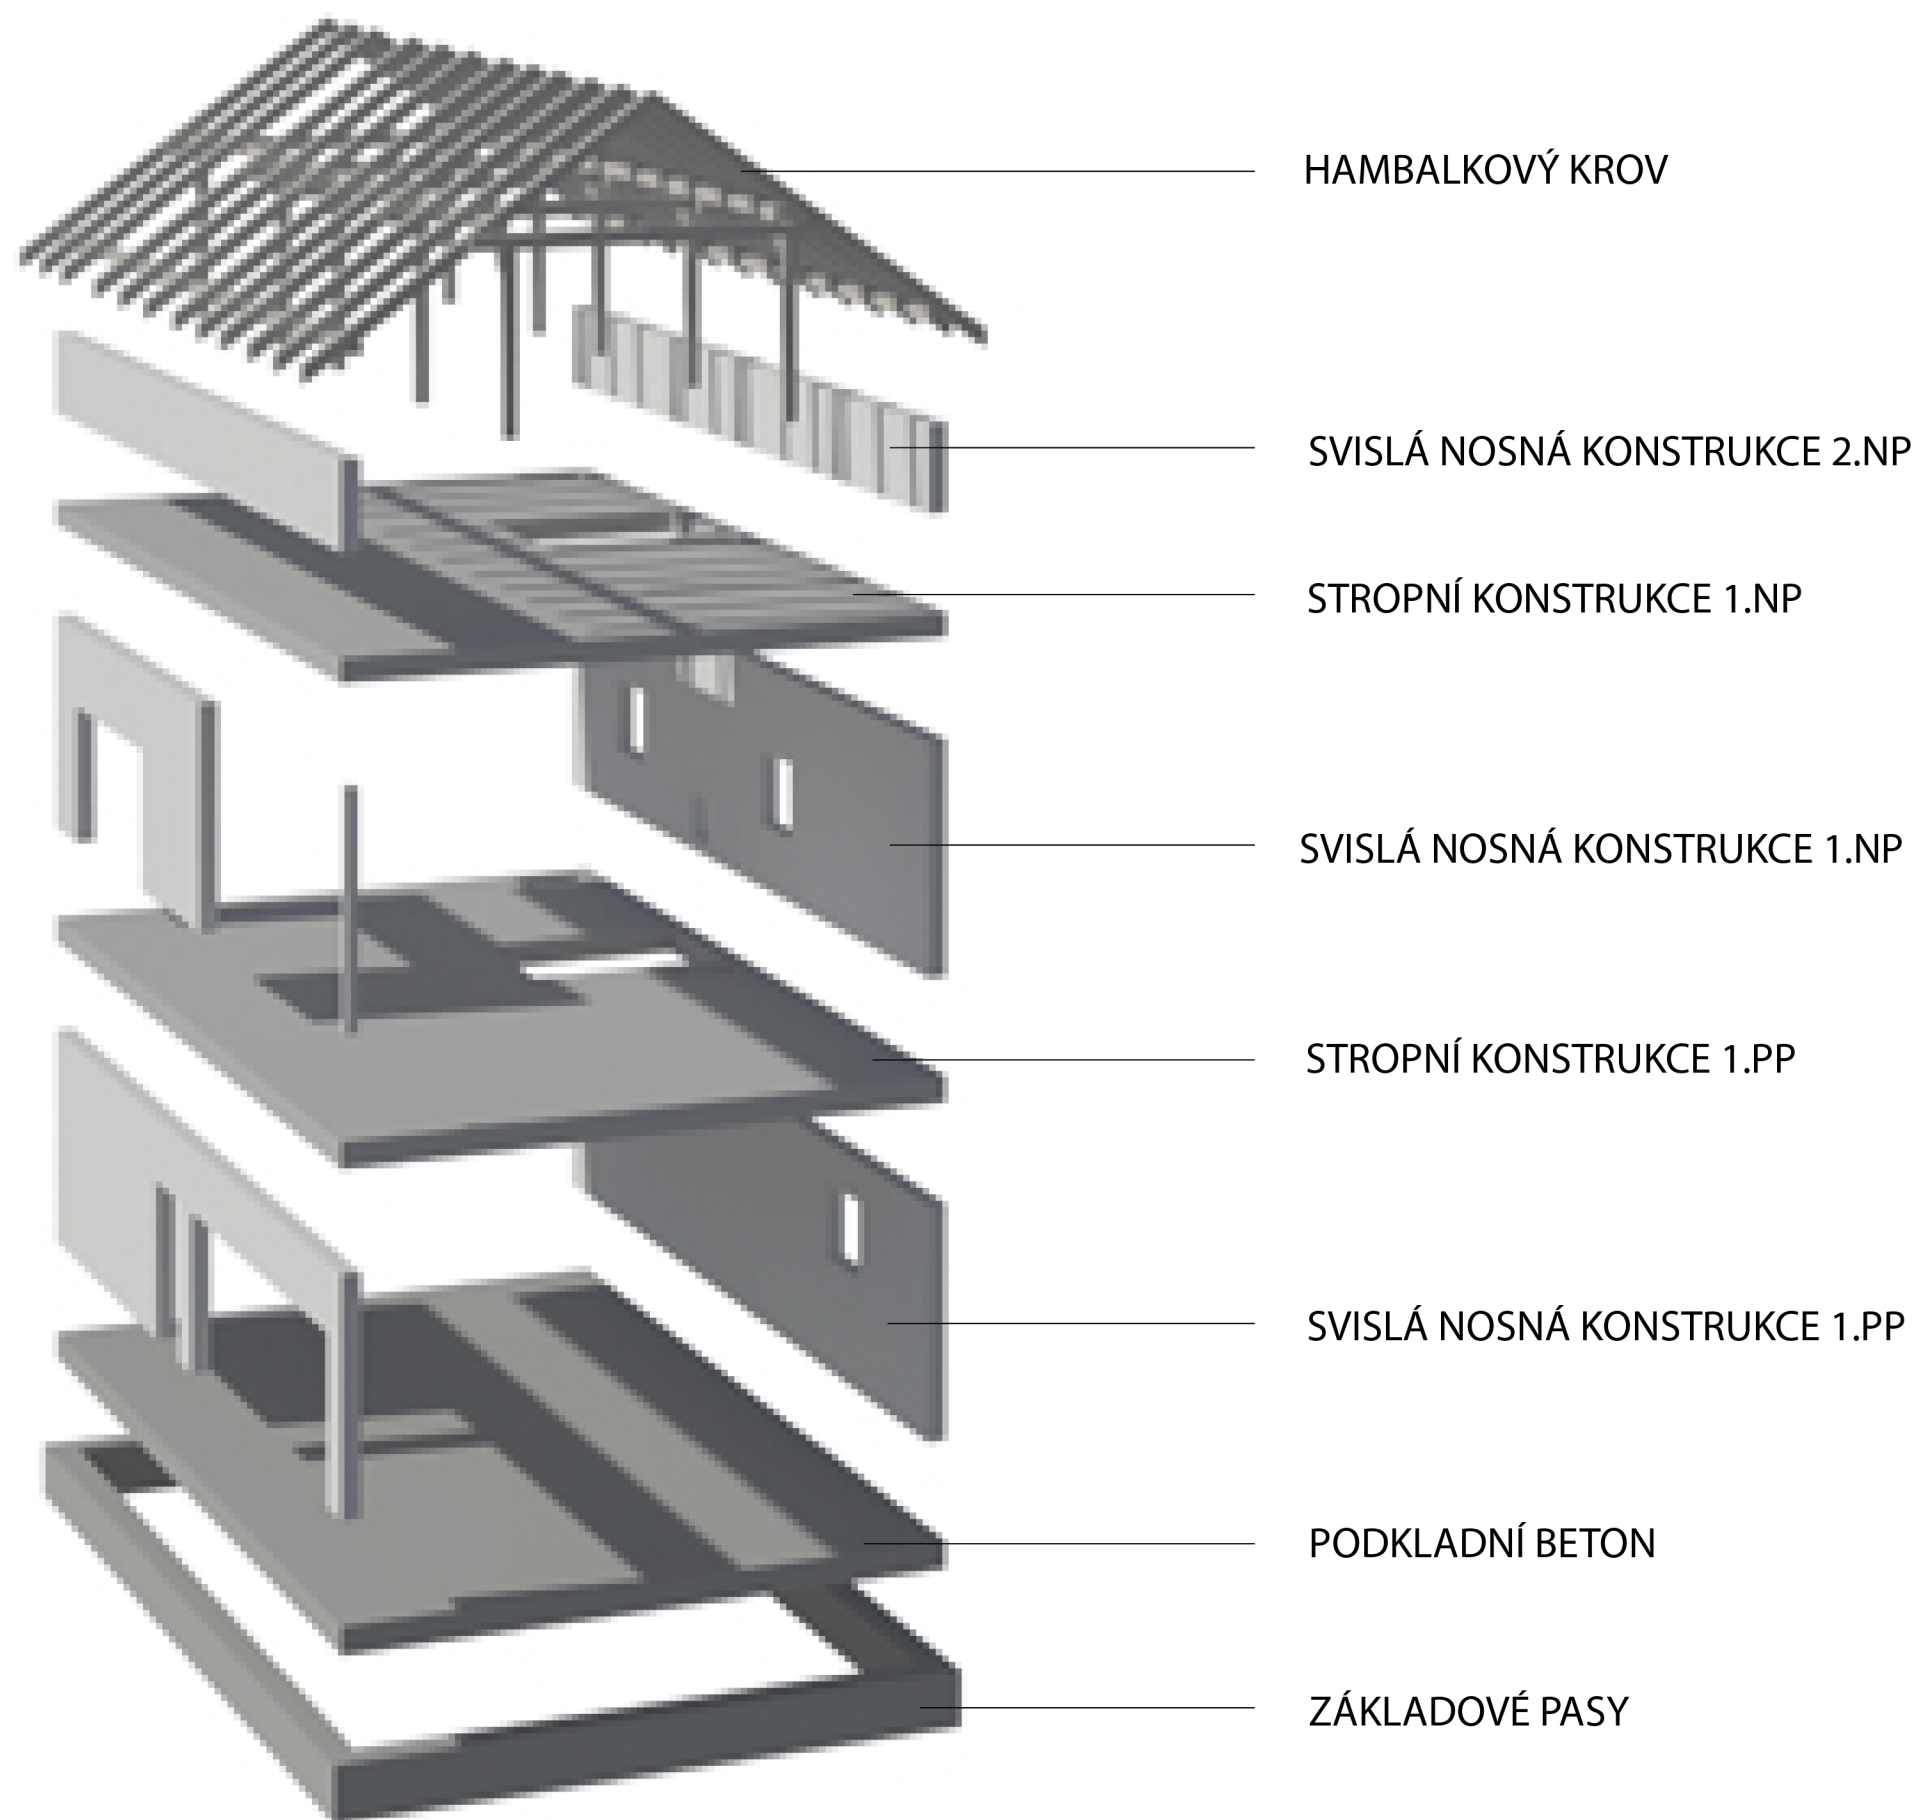 HAMBALKOVÝ KROV
SVISLÁ NOSNÁ KONSTRUKCE 2.NP
STROPNÍ KONSTRUKCE 1.NP
SVISLÁ NOSNÁ KONSTRUKCE 1.NP
STROPNÍ KONSTRUKCE 1.PP
SVISLÁ NOSNÁ KONSTRUKCE 1.PP
PODKLADNÍ BETON
ZÁKLADOVÉ PASY